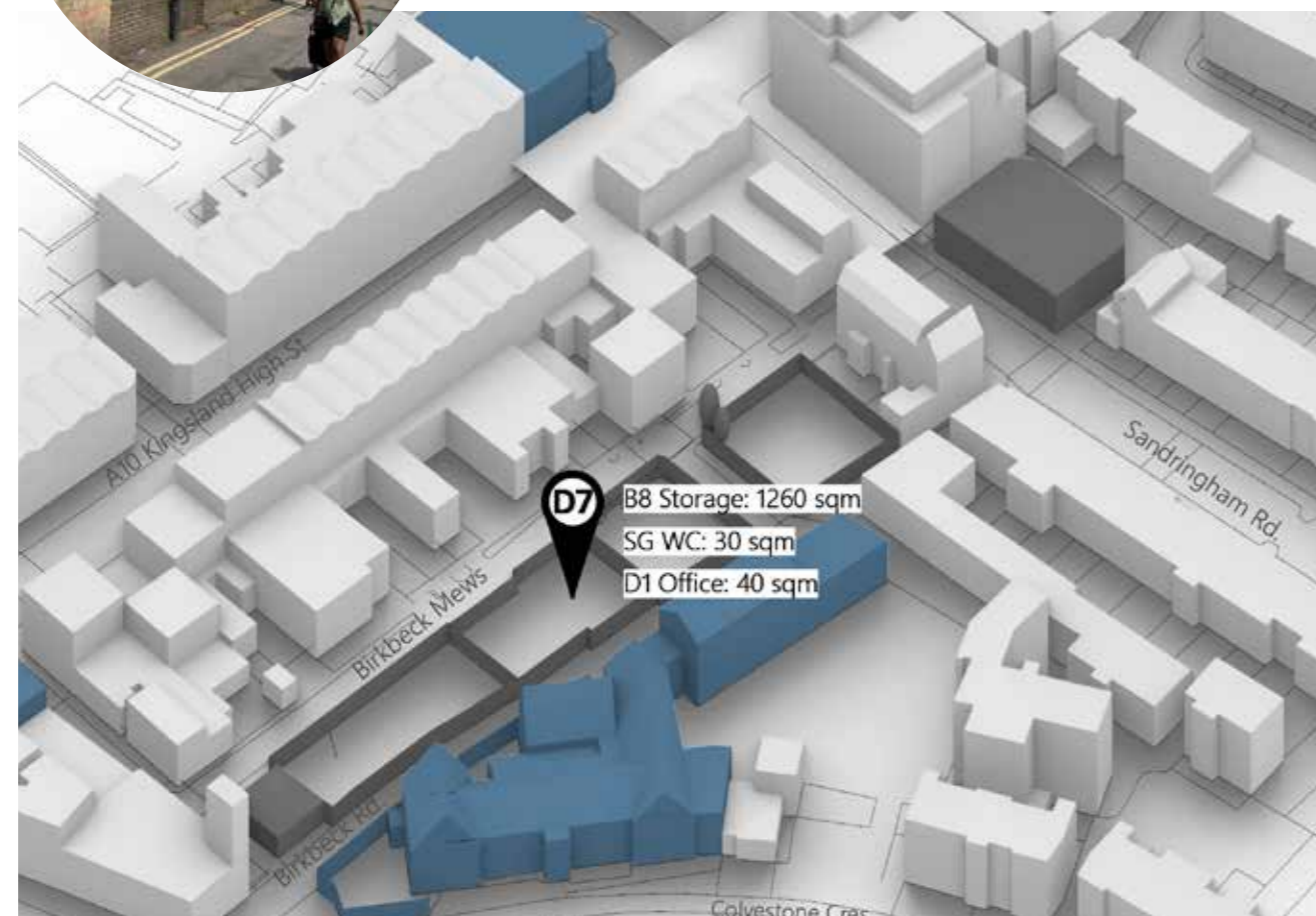 A10 Kingsland High St
D7
B8 Storage: 1260 sqm
SG WC: 30 sqm
D1 Office: 40 sqm
Sandringham Rd.
Birkbeck Mews
Birkbeck Rd.
Colvestone Cres